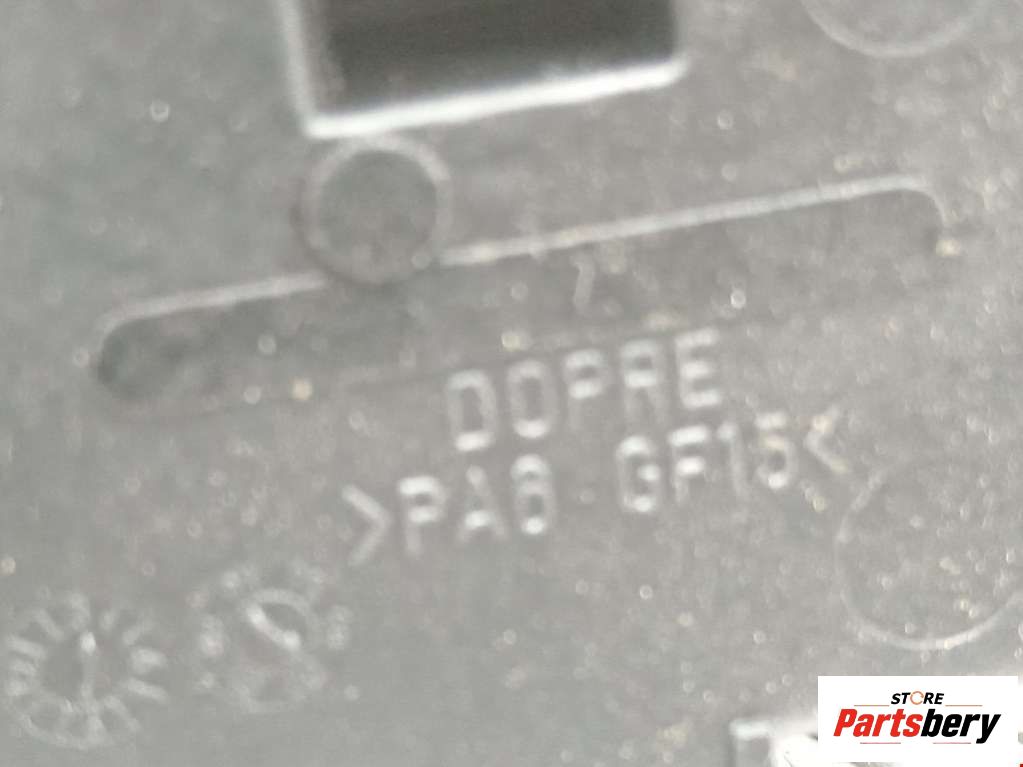 DOPRE
>PA6 GF15<
STORE
Partsbery